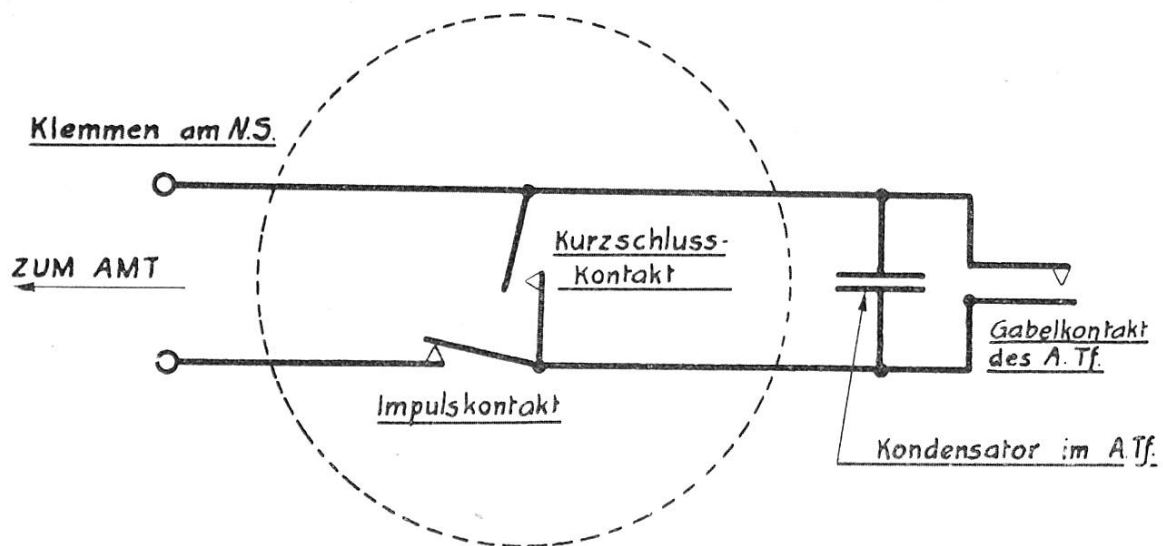 Klemmen am N.S.
ZUM AMT
Kurzschluss-
Kontakt
Impulskontakt
Gabelkontakt
des A.Tf.
Kondensator im A.Tf.